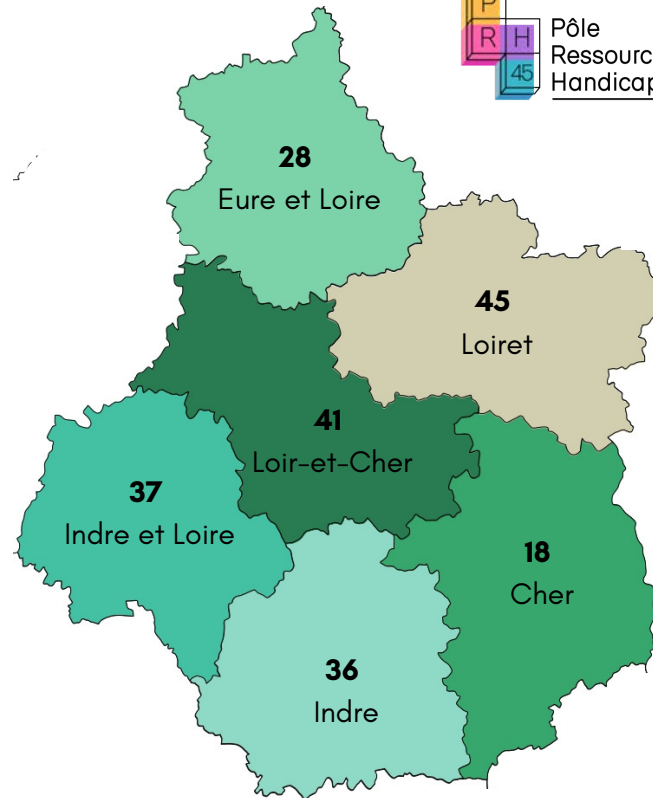 P
R H
45
Pôle
Ressourc
Handicap
28
Eure et Loire
45
Loiret
41
Loir-et-Cher
37
Indre et Loire
18
Cher
36
Indre